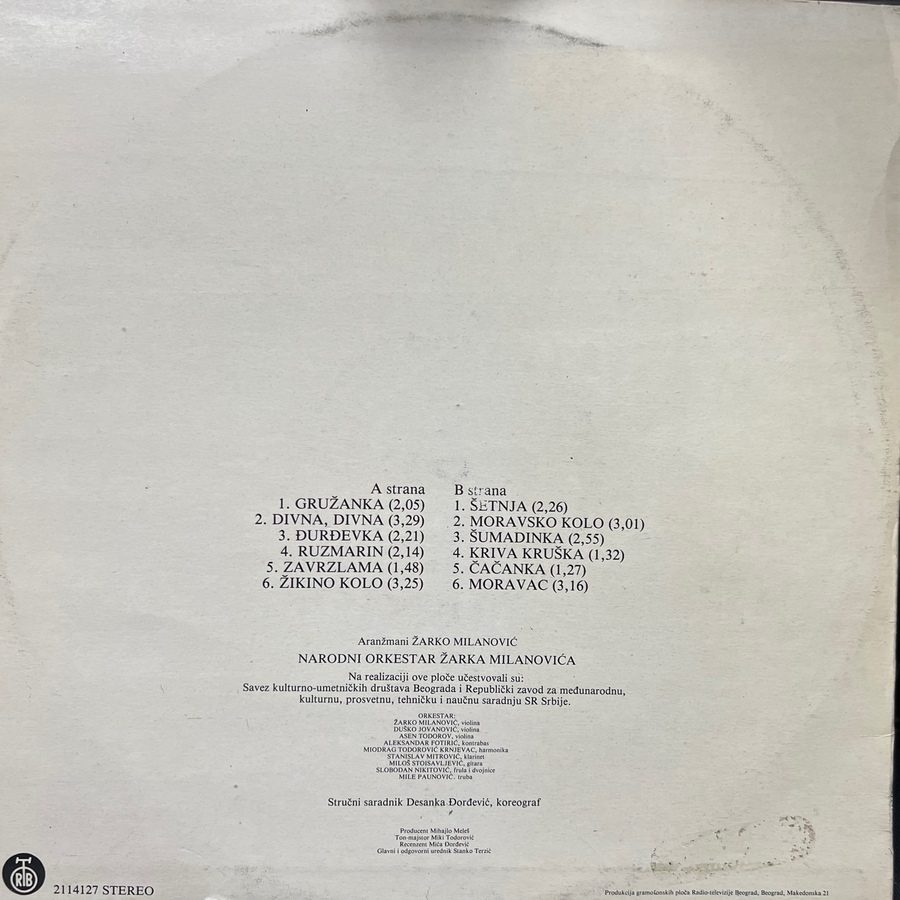 A strana
1. GRUŽANKA (2,05)
2. DIVNA, DIVNA (3,29)
3. ĐURĐEVKA (2,21)
4. RUZMARIN (2,14)
5. ZAVRZLAMA (1,48)
6. ŽIKINO KOLO (3,25)
B strana
1. ŠETNJA (2,26)
2. MORAVSKO KOLO (3,01)
3. ŠUMADINKA (2,55)
4. KRIVA KRUŠKA (1,32)
5. ČAČANKA (1,27)
6. MORAVAC (3,16)
Aranžmani ŽARKO MILANOVIĆ
NARODNI ORKESTAR ŽARKA MILANOVIĆA
Na realizaciji ove ploče učestvovali su:
Savez kulturno-umetničkih društava Beograda i Republički zavod za međunarodnu,
kulturnu, prosvetnu, tehničku i naučnu saradnju SR Srbije.
ORKESTAR:
ŽARKO MILANOVIĆ, violina
DUŠKO JOVANOVIĆ, violina
ASEN TODOROV, violina
ALEKSANDAR FOTIRIĆ, kontrabas
MIODRAG TODOROVIĆ KRNJEVAC, harmonika
STANISLAV MITROVIĆ, klarinet
MILOŠ STOISAVLJEVIĆ, gitara
SLOBODAN NIKITOVIĆ, frula i dvojnice
MILE PAUNOVIĆ, truba
Stručni saradnik Desanka Đorđević, koreograf
Producent Mihajlo Meleš
Ton-majstor Miki Todorović
Recenzent Mića Đorđević
Glavni i odgovorni urednik Stanko Terzić
RTB
2114127 STEREO
Produkcija gramofonskih ploča Radio-televizije Beograd, Beograd, Makedonska 21